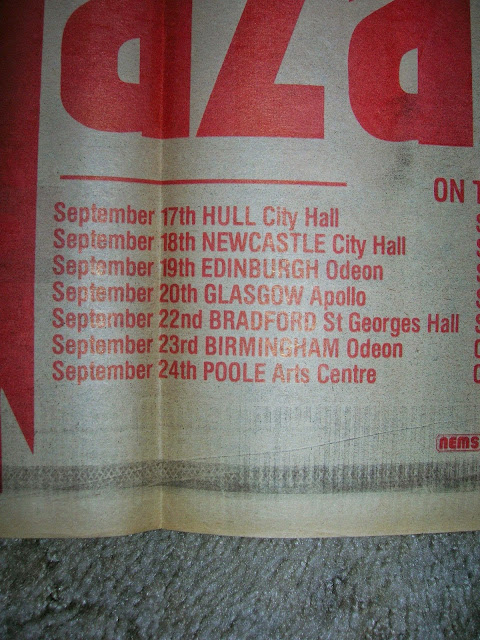 aza
ON T
September 17th HULL City Hall
September 18th NEWCASTLE City Hall
September 19th EDINBURGH Odeon
September 20th GLASGOW Apollo
September 22nd BRADFORD St Georges Hall
September 23rd BIRMINGHAM Odeon
September 24th POOLE Arts Centre
NEMS